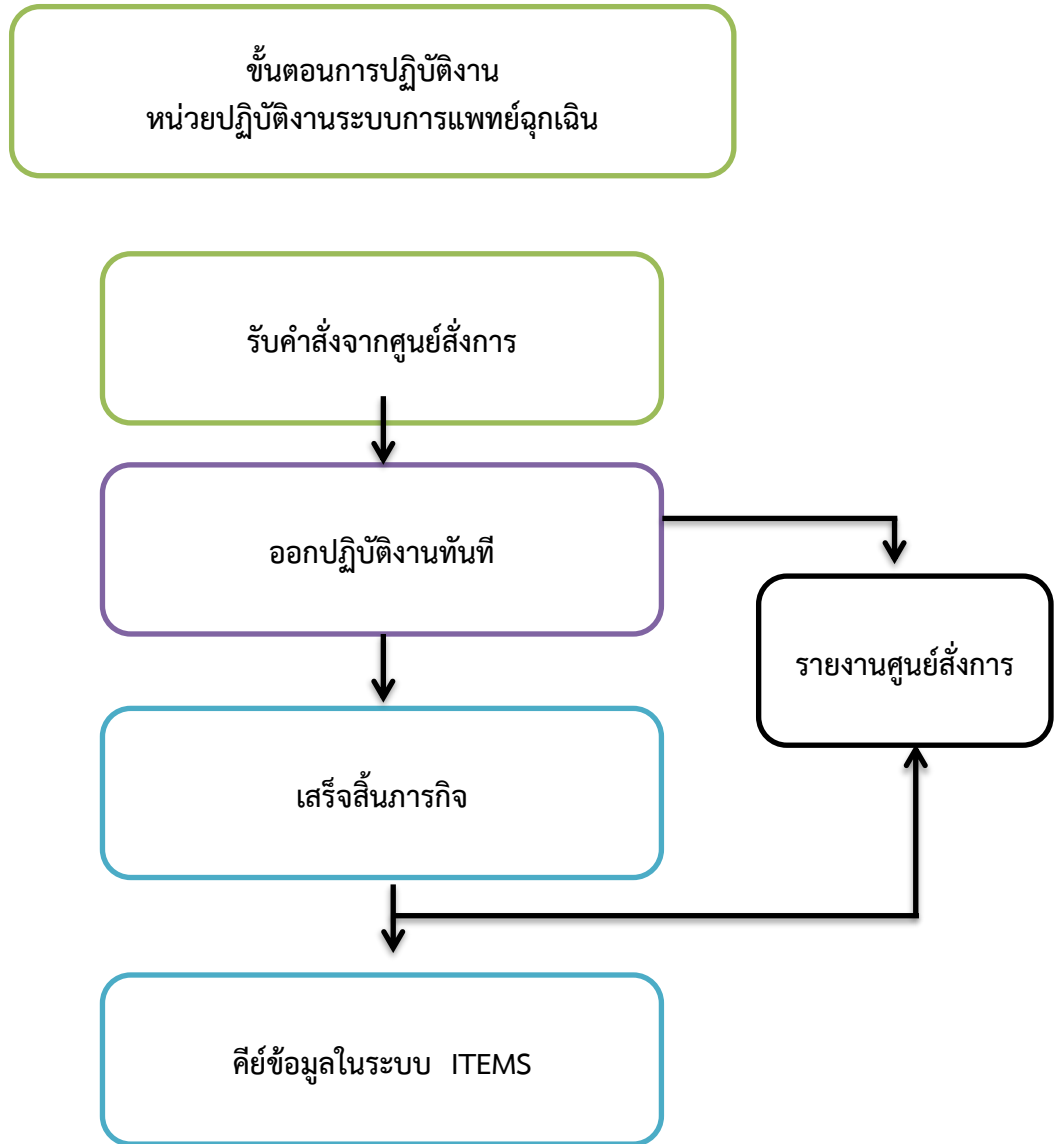 ขั้นตอนการปฏิบัติงาน
หน่วยปฏิบัติงานระบบการแพทย์ฉุกเฉิน
รับคำสั่งจากศูนย์สั่งการ
ออกปฏิบัติงานทันที
รายงานศูนย์สั่งการ
เสร็จสิ้นภารกิจ
คีย์ข้อมูลในระบบ ITEMS